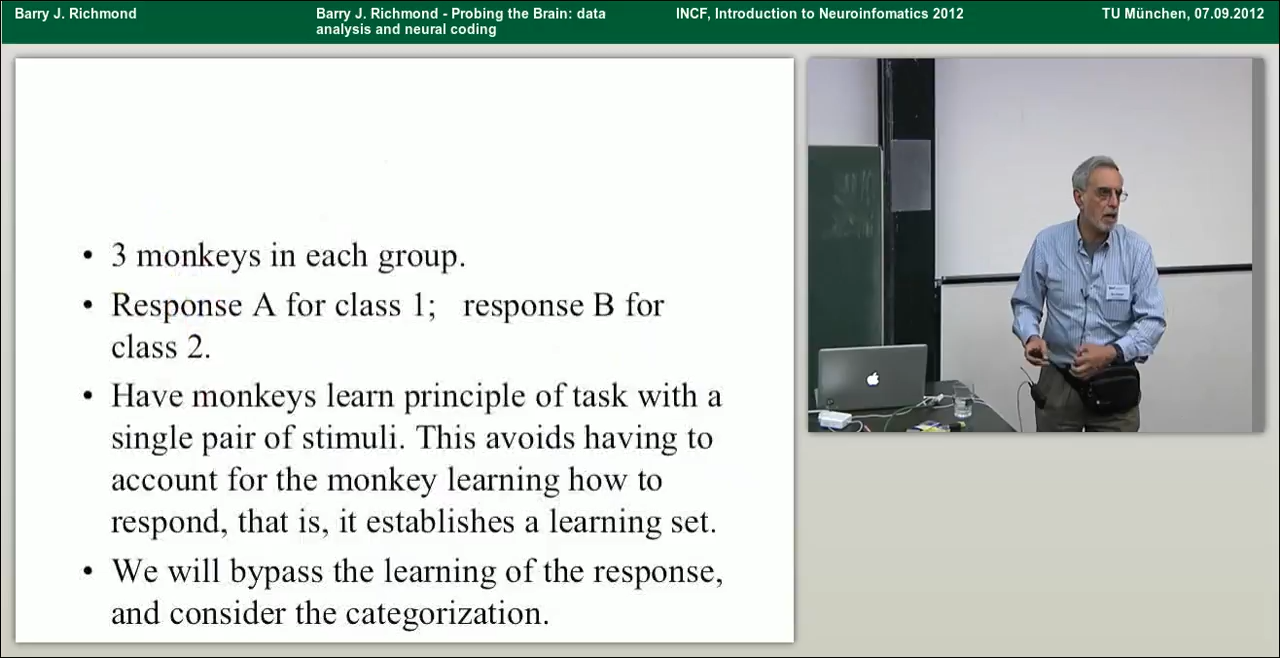 Barry J. Richmond
Barry J. Richmond - Probing the Brain: data
analysis and neural coding
INCF, Introduction to Neuroinfomatics 2012
TU München, 07.09.2012
• 3 monkeys in each group.
• Response A for class 1; response B for
class 2.
• Have monkeys learn principle of task with a
single pair of stimuli. This avoids having to
account for the monkey learning how to
respond, that is, it establishes a learning set.
• We will bypass the learning of the response,
and consider the categorization.